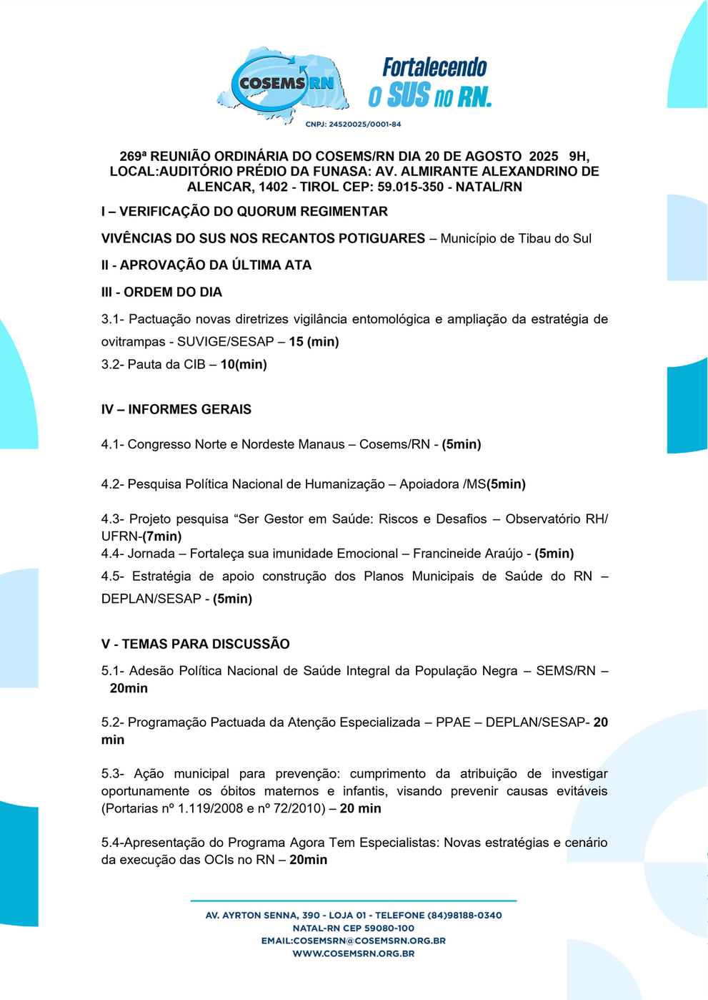 COSEMS RN
Fortalecendo
O SUS no RN.
CNPJ: 24520025/0001-84
269ª REUNIÃO ORDINÁRIA DO COSEMS/RN DIA 20 DE AGOSTO 2025 9H,
LOCAL:AUDITÓRIO PRÉDIO DA FUNASA: AV. ALMIRANTE ALEXANDRINO DE
ALENCAR, 1402 - TIROL CEP: 59.015-350 - NATAL/RN
I – VERIFICAÇÃO DO QUORUM REGIMENTAR
VIVÊNCIAS DO SUS NOS RECANTOS POTIGUARES – Município de Tibau do Sul
II - APROVAÇÃO DA ÚLTIMA ATA
III - ORDEM DO DIA
3.1- Pactuação novas diretrizes vigilância entomológica e ampliação da estratégia de
ovitrampas - SUVIGE/SESAP – 15 (min)
3.2- Pauta da CIB – 10(min)
IV – INFORMES GERAIS
4.1- Congresso Norte e Nordeste Manaus – Cosems/RN - (5min)
4.2- Pesquisa Política Nacional de Humanização – Apoiadora /MS(5min)
4.3- Projeto pesquisa “Ser Gestor em Saúde: Riscos e Desafios – Observatório RH/
UFRN-(7min)
4.4- Jornada – Fortaleça sua imunidade Emocional – Francineide Araújo - (5min)
4.5- Estratégia de apoio construção dos Planos Municipais de Saúde do RN –
DEPLAN/SESAP - (5min)
V - TEMAS PARA DISCUSSÃO
5.1- Adesão Política Nacional de Saúde Integral da População Negra – SEMS/RN –
20min
5.2- Programação Pactuada da Atenção Especializada – PPAE – DEPLAN/SESAP- 20
min
5.3- Ação municipal para prevenção: cumprimento da atribuição de investigar
oportunamente os óbitos maternos e infantis, visando prevenir causas evitáveis
(Portarias nº 1.119/2008 e nº 72/2010) – 20 min
5.4-Apresentação do Programa Agora Tem Especialistas: Novas estratégias e cenário
da execução das OCIs no RN – 20min
AV. AYRTON SENNA, 390 - LOJA 01 - TELEFONE (84)98188-0340
NATAL-RN CEP 59080-100
EMAIL:COSEMSRN@COSEMSRN.ORG.BR
WWW.COSEMSRN.ORG.BR